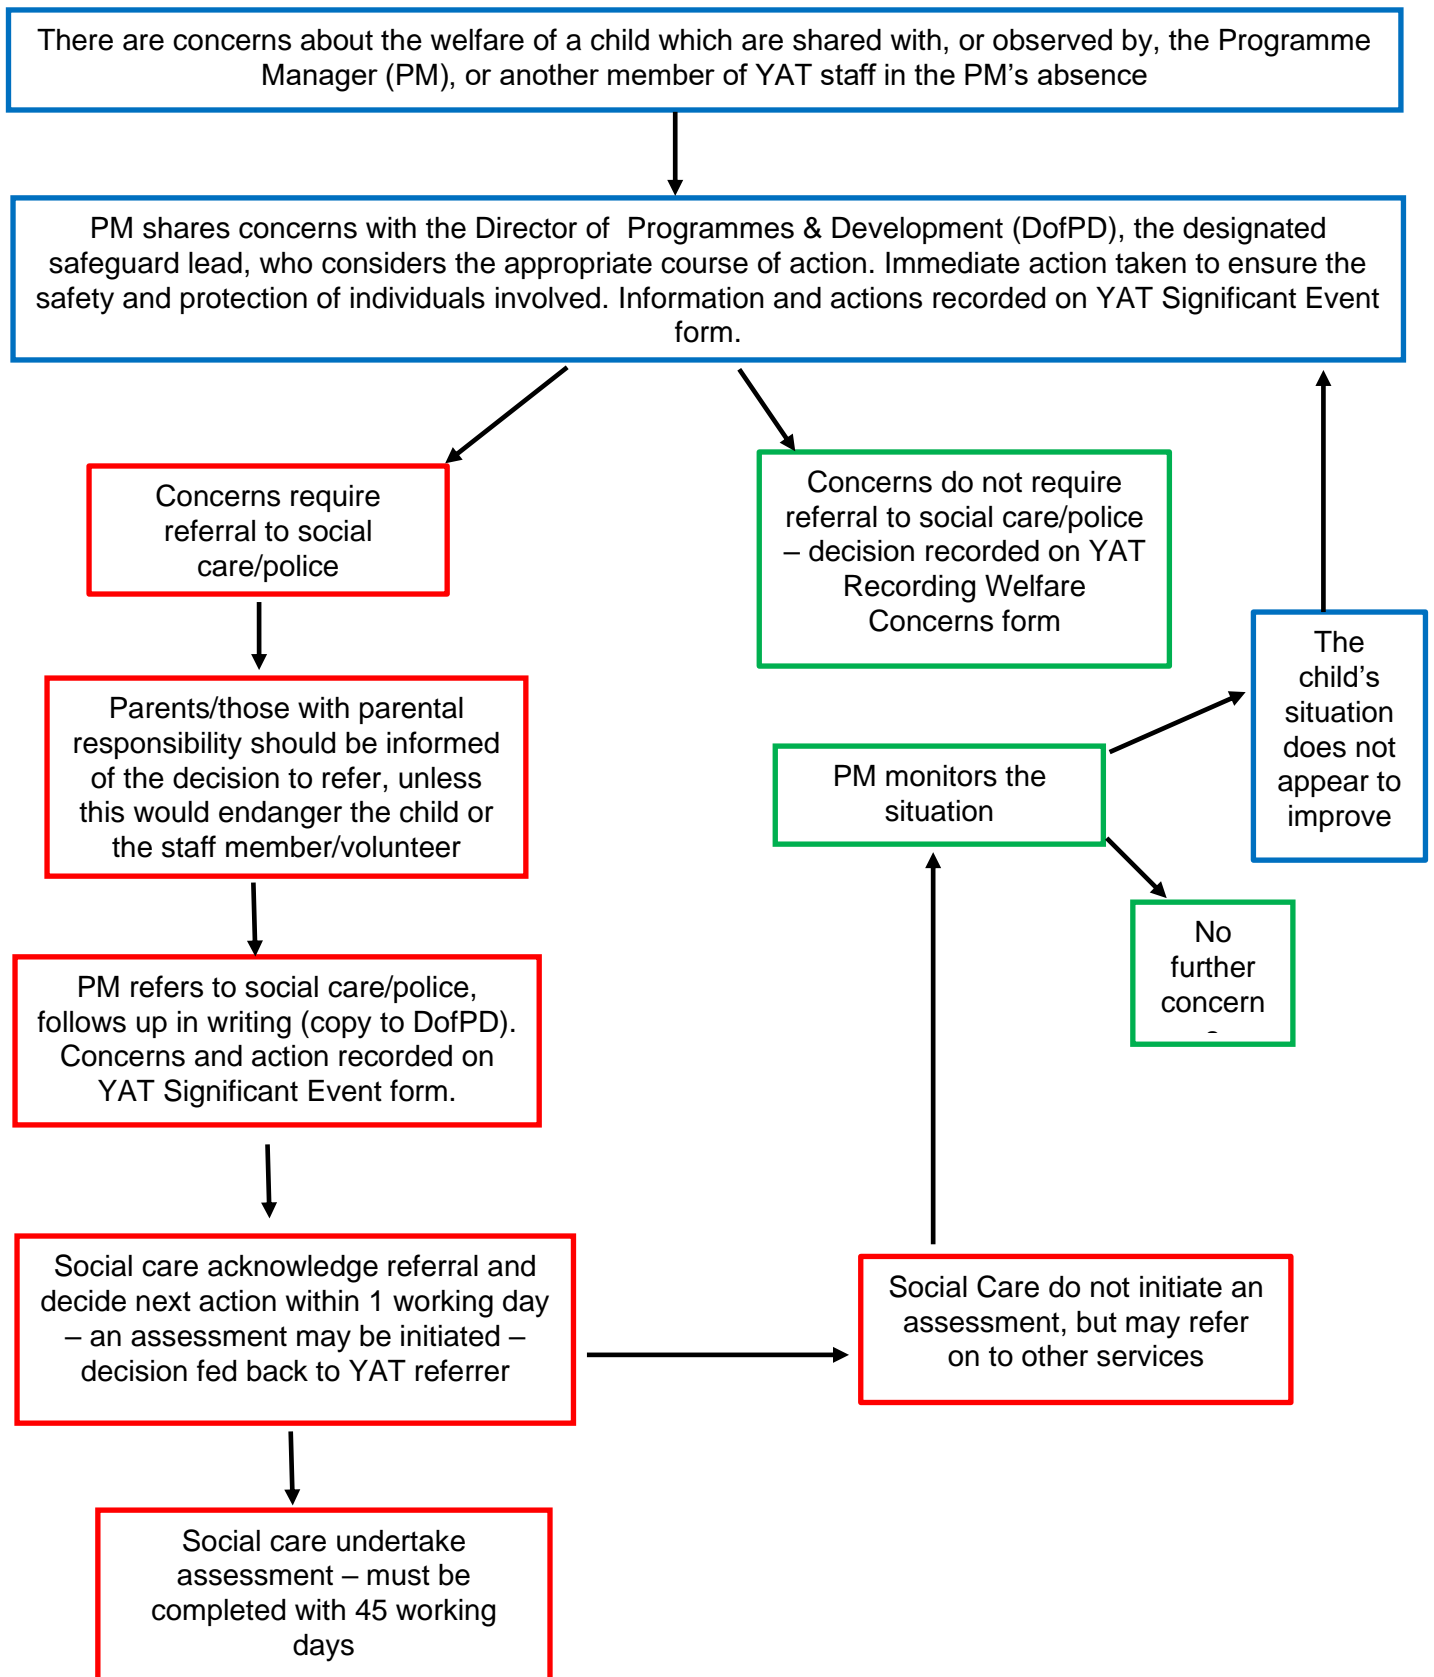 There are concerns about the welfare of a child which are shared with, or observed by, the Programme
Manager (PM), or another member of YAT staff in the PM’s absence
PM shares concerns with the Director of  Programmes & Development (DofPD), the designated
safeguard lead, who considers the appropriate course of action. Immediate action taken to ensure the
safety and protection of individuals involved. Information and actions recorded on YAT Significant Event
form.
Concerns require
referral to social
care/police
Concerns do not require
referral to social care/police
– decision recorded on YAT
Recording Welfare
Concerns form
The
child’s
situation
does not
appear to
improve
Parents/those with parental
responsibility should be informed
of the decision to refer, unless
this would endanger the child or
the staff member/volunteer
PM monitors the
situation
No
further
concern
PM refers to social care/police,
follows up in writing (copy to DofPD).
Concerns and action recorded on
YAT Significant Event form.
Social care acknowledge referral and
decide next action within 1 working day
– an assessment may be initiated –
decision fed back to YAT referrer
Social Care do not initiate an
assessment, but may refer
on to other services
Social care undertake
assessment – must be
completed with 45 working
days